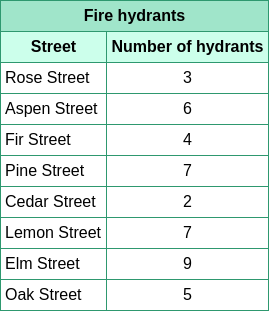 Fire hydrants
Street Number of hydrants
Rose Street 3
Aspen Street 6
Fir Street 4
Pine Street 7
Cedar Street 2
Lemon Street 7
Elm Street 9
Oak Street 5